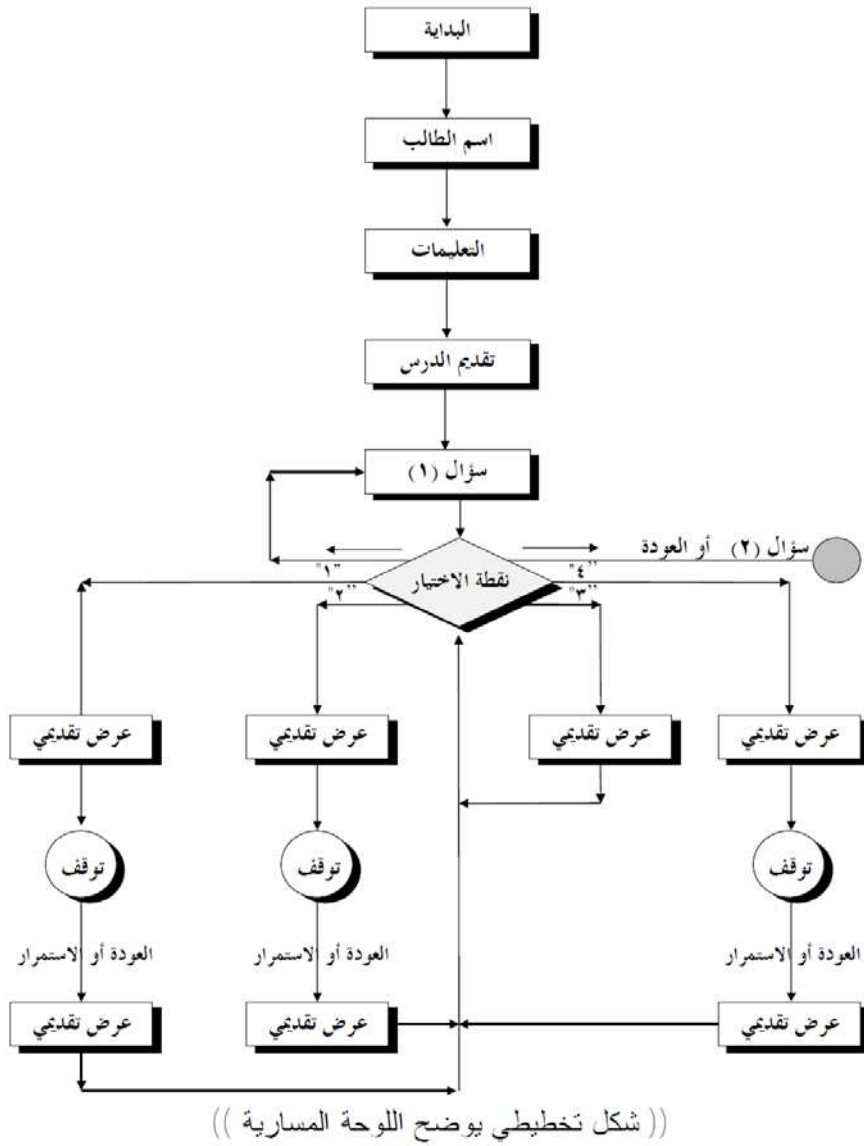 البداية
اسم الطالب
التعليمات
تقديم الدرس
سؤال (١)
سؤال (٢) أو العودة
نقطة الاختيار
"١"
"٢"
"٣"
"٤"
عرض تقديمي
عرض تقديمي
عرض تقديمي
عرض تقديمي
توقف
توقف
توقف
العودة أو الاستمرار
العودة أو الاستمرار
العودة أو الاستمرار
عرض تقديمي
عرض تقديمي
عرض تقديمي
(( شكل تخطيطي يوضح اللوحة المسارية ))